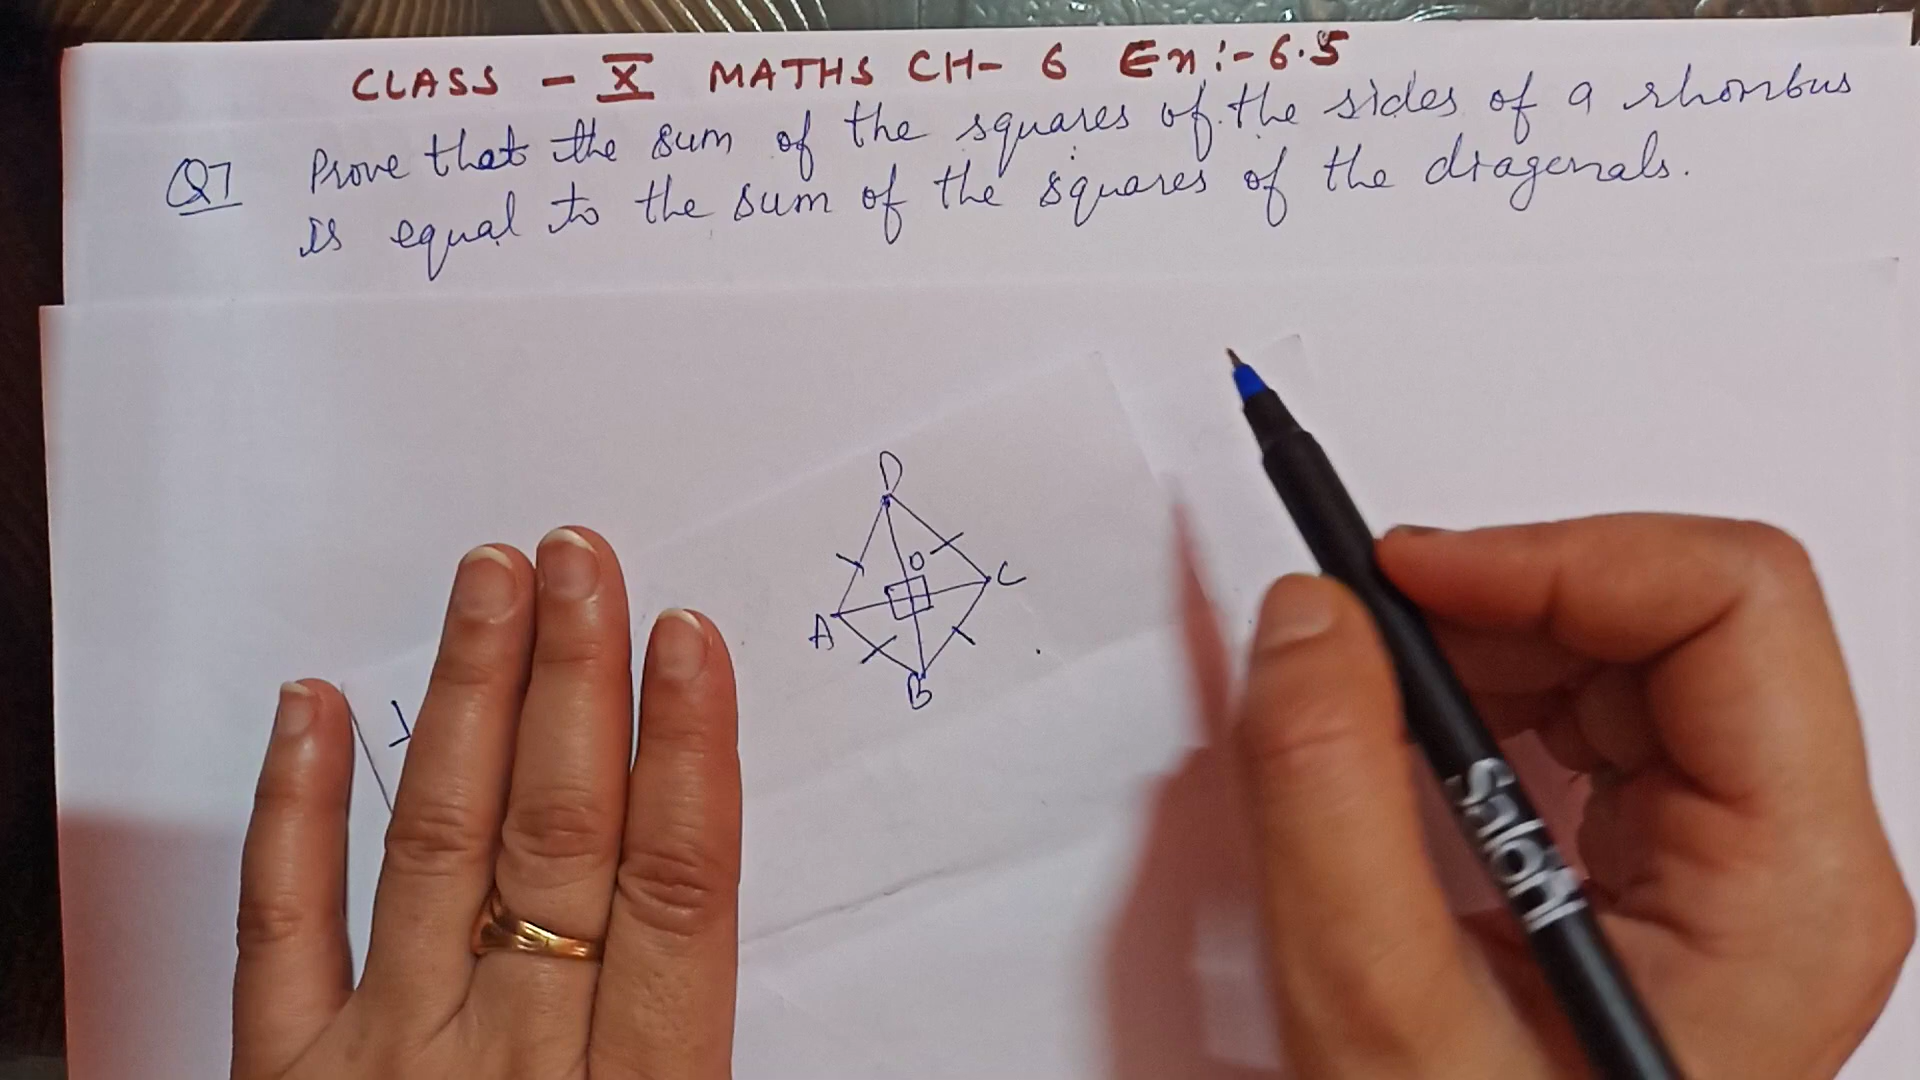 CLASS - X MATHS CH- 6 Ex:- 6.5
Q7 Prove that the sum of the squares of the sides of a rhombus
is equal to the sum of the squares of the diagonals.
D
O
C
A
B